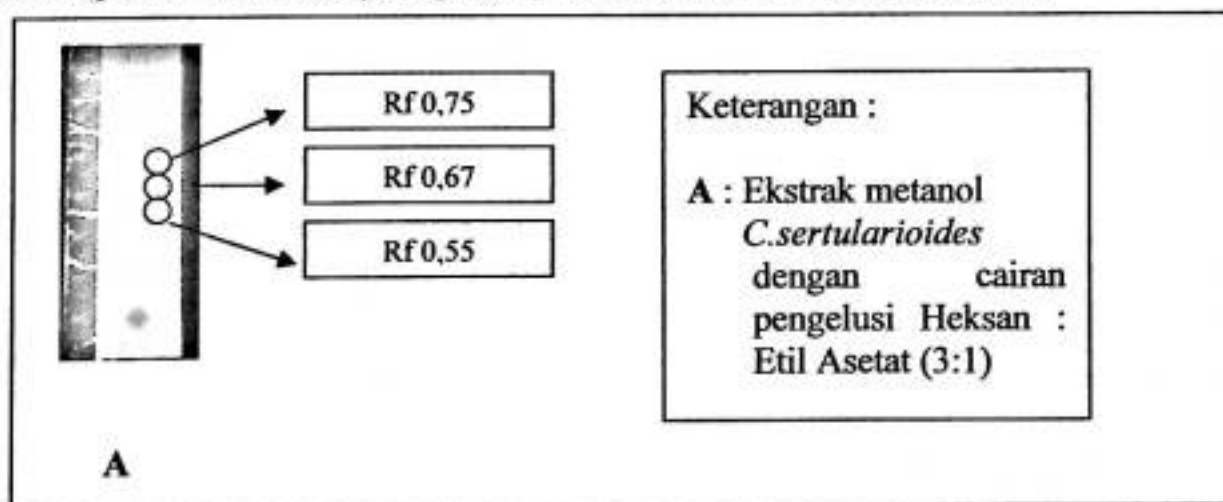 Rf 0,75
Rf 0,67
Rf 0,55
A
Keterangan :
A : Ekstrak metanol
C.sertularioides
dengan cairan
pengelusi Heksan :
Etil Asetat (3:1)